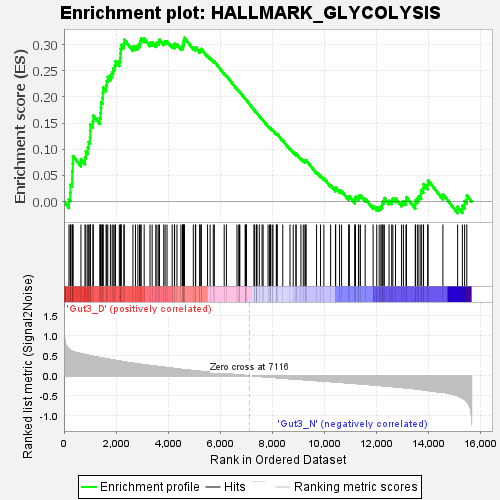 Enrichment plot: HALLMARK_GLYCOLYSIS
Enrichment score (ES)
0.30
0.25
0.20
0.15
0.10
0.05
0.00
'Gut3_D' (positively correlated)
Ranked list metric (Signal2Noise)
1.5
1.0
0.5
0.0
-0.5
-1.0
Zero cross at 7116
'Gut3_N' (negatively correlated)
0 2,000 4,000 6,000 8,000 10,000 12,000 14,000 16,000
Rank in Ordered Dataset
Enrichment profile Hits Ranking metric scores